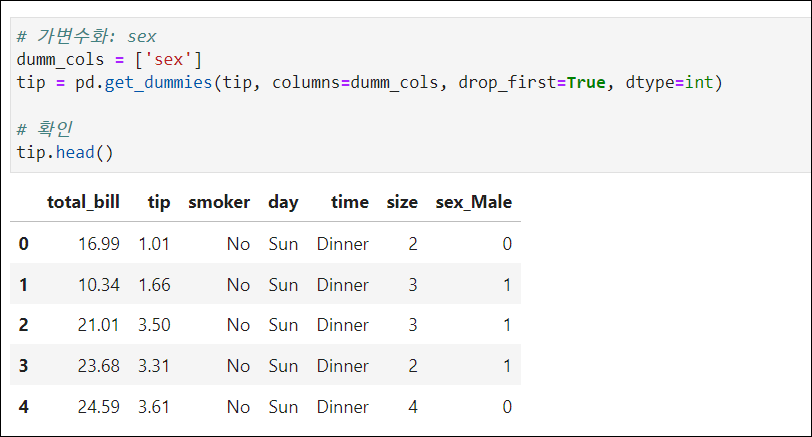 # 가변수화: sex
dumm_cols = ['sex']
tip = pd.get_dummies(tip, columns=dumm_cols, drop_first=True, dtype=int)
# 확인
tip.head()
total_bill tip smoker day time size sex_Male
0 16.99 1.01 No Sun Dinner 2 0
1 10.34 1.66 No Sun Dinner 3 1
2 21.01 3.50 No Sun Dinner 3 1
3 23.68 3.31 No Sun Dinner 2 1
4 24.59 3.61 No Sun Dinner 4 0